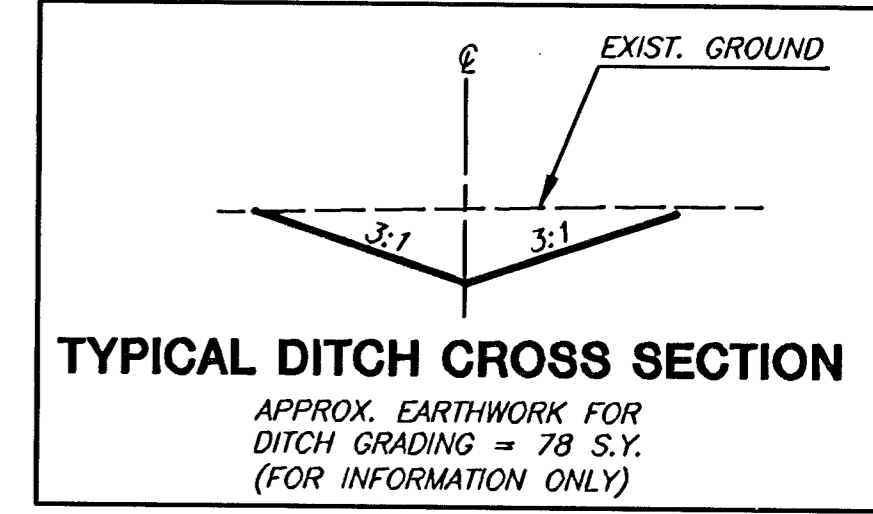 ℄
EXIST. GROUND
3:1
3:1
TYPICAL DITCH CROSS SECTION
APPROX. EARTHWORK FOR
DITCH GRADING = 78 S.Y.
(FOR INFORMATION ONLY)